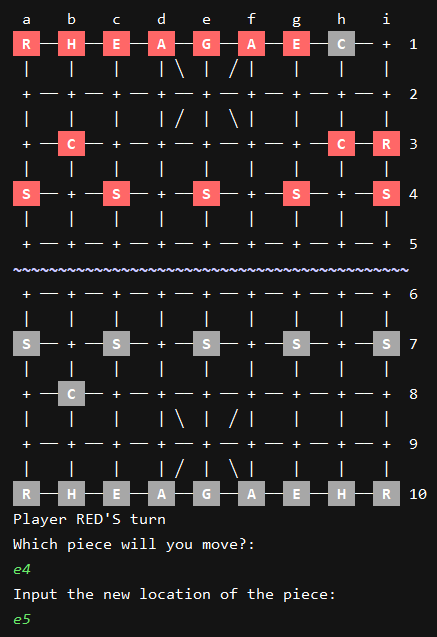 a b c d e f g h i
R H E A G A E C + 1
| | | | \ | / | | | |
+ — + — + — + — + — + — + — + — + 2
| | | | / | \ | | | |
+ — C — + — + — + — + — + — C — R 3
| | | | | | | | |
S — + — S — + — S — + — S — + — S 4
| | | | | | | | |
+ — + — + — + — + — + — + — + — + 5
~~~~~~~~~~~~~~~~~~~~~~~~~~~~~~~~~~~~~~~~~~~~
+ — + — + — + — + — + — + — + — + 6
| | | | | | | | |
S — + — S — + — S — + — S — + — S 7
| | | | | | | | |
+ — C — + — + — + — + — + — + — + 8
| | | | \ | / | | | |
+ — + — + — + — + — + — + — + — + 9
| | | | / | \ | | | |
R H E A G A E H R 10
Player RED'S turn
Which piece will you move?:
e4
Input the new location of the piece:
e5